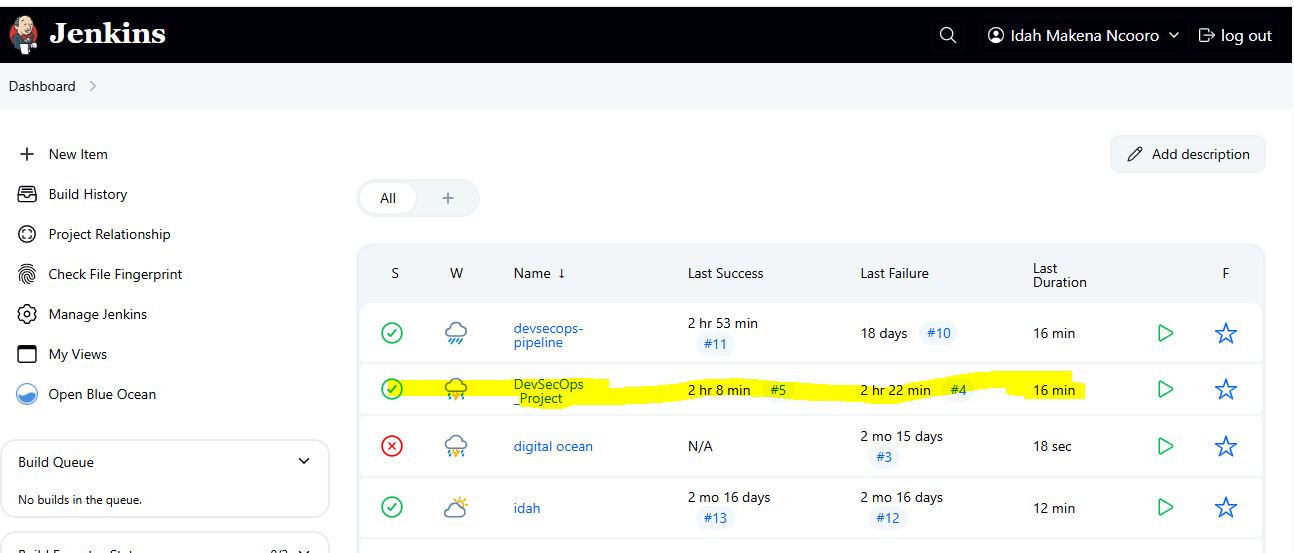 Jenkins
Idah Makena Ncooro
log out
Dashboard
New Item
Build History
Project Relationship
Check File Fingerprint
Manage Jenkins
My Views
Open Blue Ocean
Build Queue
No builds in the queue.
Add description
All
S W Name ↓ Last Success Last Failure Last
Duration
devsecops-
pipeline
2 hr 53 min
#11
18 days #10
16 min
DevSecOps
_Project
2 hr 8 min #5
2 hr 22 min #4
16 min
digital ocean
N/A
2 mo 15 days
#3
18 sec
idah
2 mo 16 days
#13
2 mo 16 days
#12
12 min
F